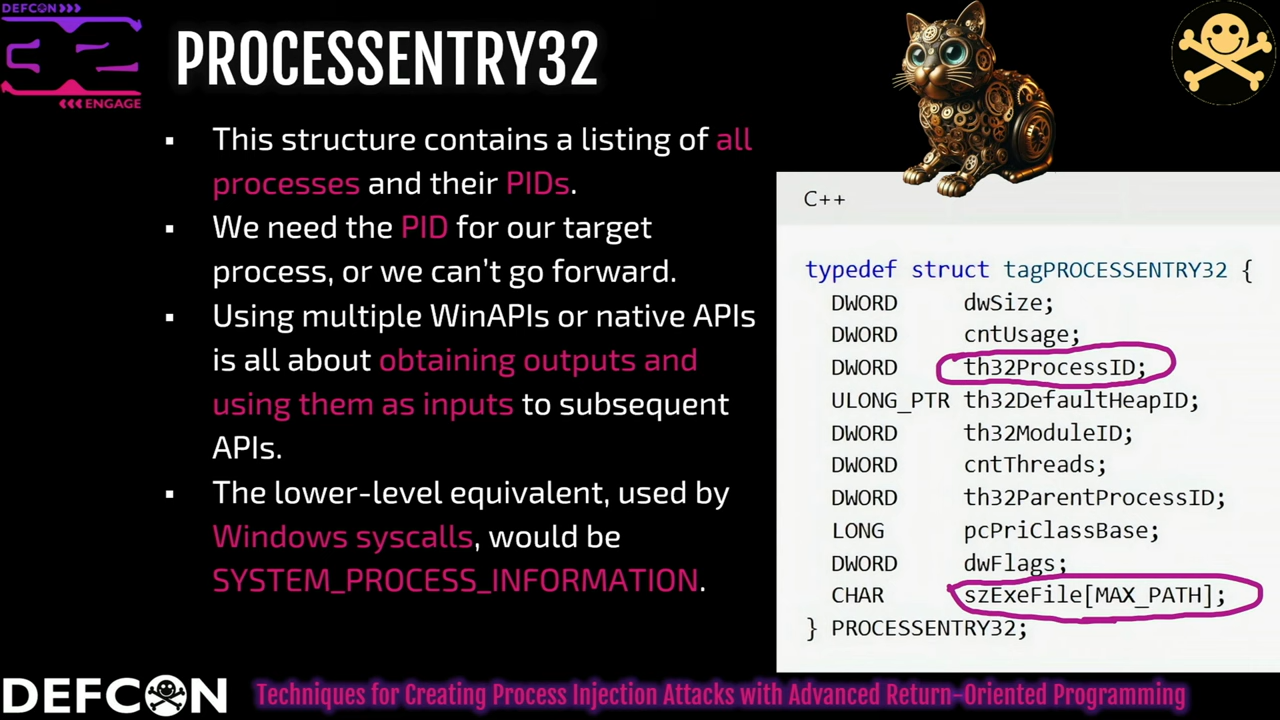 DEFCON
32
ENGAGE
PROCESSENTRY32
▪ This structure contains a listing of all
processes and their PIDs.
▪ We need the PID for our target
process, or we can’t go forward.
▪ Using multiple WinAPIs or native APIs
is all about obtaining outputs and
using them as inputs to subsequent
APIs.
▪ The lower-level equivalent, used by
Windows syscalls, would be
SYSTEM_PROCESS_INFORMATION.
C++
typedef struct tagPROCESSENTRY32 {
DWORD dwSize;
DWORD cntUsage;
DWORD th32ProcessID;
ULONG_PTR th32DefaultHeapID;
DWORD th32ModuleID;
DWORD cntThreads;
DWORD th32ParentProcessID;
LONG pcPriClassBase;
DWORD dwFlags;
CHAR szExeFile[MAX_PATH];
} PROCESSENTRY32;
DEFCON
Techniques for Creating Process Injection Attacks with Advanced Return-Oriented Programming